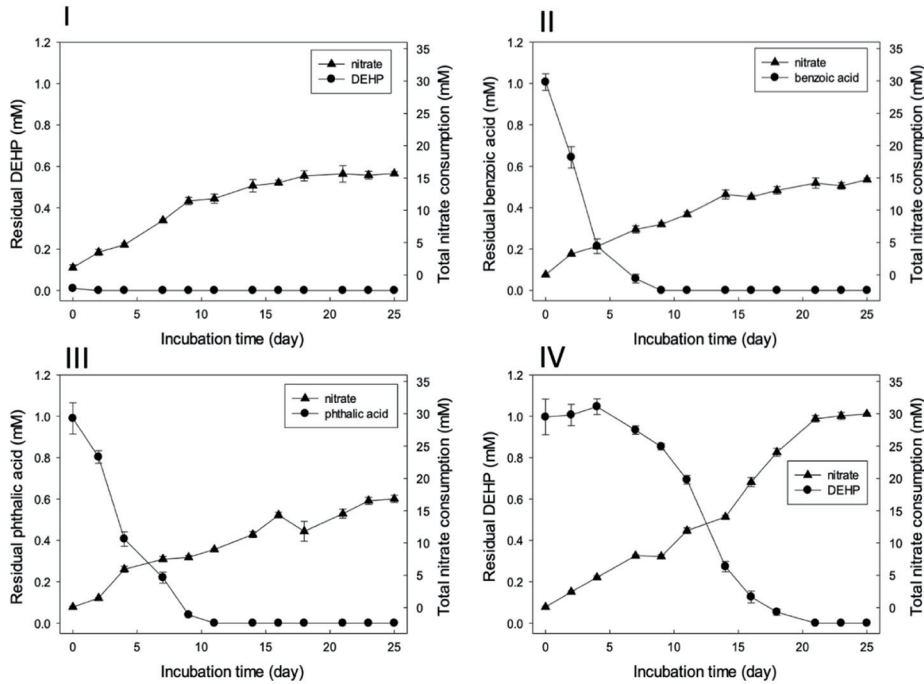 I
Residual DEHP (mM)
1.2
1.0
0.8
0.6
0.4
0.2
0.0
nitrate
DEHP
35
30
25
20
15
10
5
0
Total nitrate consumption (mM)
0 5 10 15 20 25
Incubation time (day)
II
Residual benzoic acid (mM)
1.2
1.0
0.8
0.6
0.4
0.2
0.0
nitrate
benzoic acid
35
30
25
20
15
10
5
0
Total nitrate consumption (mM)
0 5 10 15 20 25
Incubation time (day)
III
Residual phthalic acid (mM)
1.2
1.0
0.8
0.6
0.4
0.2
0.0
nitrate
phthalic acid
35
30
25
20
15
10
5
0
Total nitrate consumption (mM)
0 5 10 15 20 25
Incubation time (day)
IV
Residual DEHP (mM)
1.2
1.0
0.8
0.6
0.4
0.2
0.0
nitrate
DEHP
35
30
25
20
15
10
5
0
Total nitrate consumption (mM)
0 5 10 15 20 25
Incubation time (day)